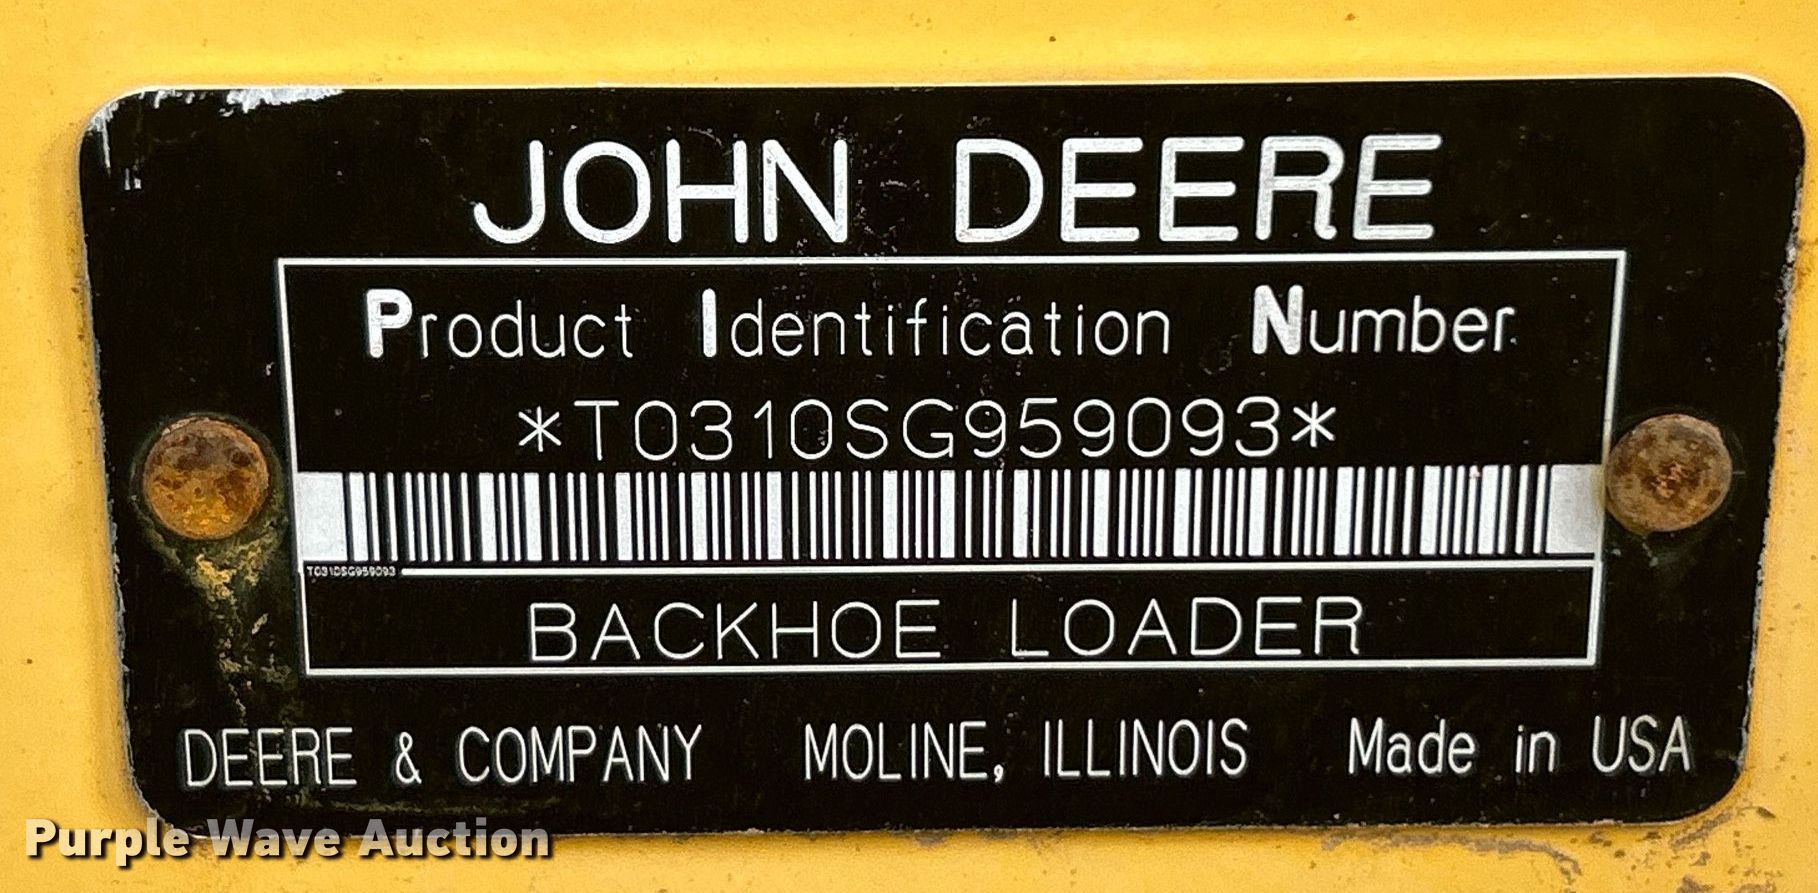 JOHN DEERE
Product Identification Number
*T0310SG959093*
T0310SG959093
BACKHOE LOADER
DEERE & COMPANY MOLINE, ILLINOIS Made in USA
Purple Wave Auction